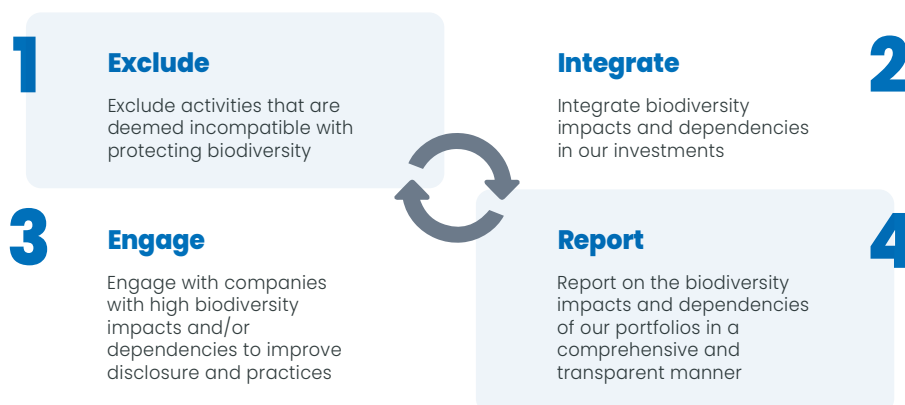 1
Exclude
Exclude activities that are
deemed incompatible with
protecting biodiversity
Integrate
2
Integrate biodiversity
impacts and dependencies
in our investments
3
Engage
Engage with companies
with high biodiversity
impacts and/or
dependencies to improve
disclosure and practices
Report
4
Report on the biodiversity
impacts and dependencies
of our portfolios in a
comprehensive and
transparent manner